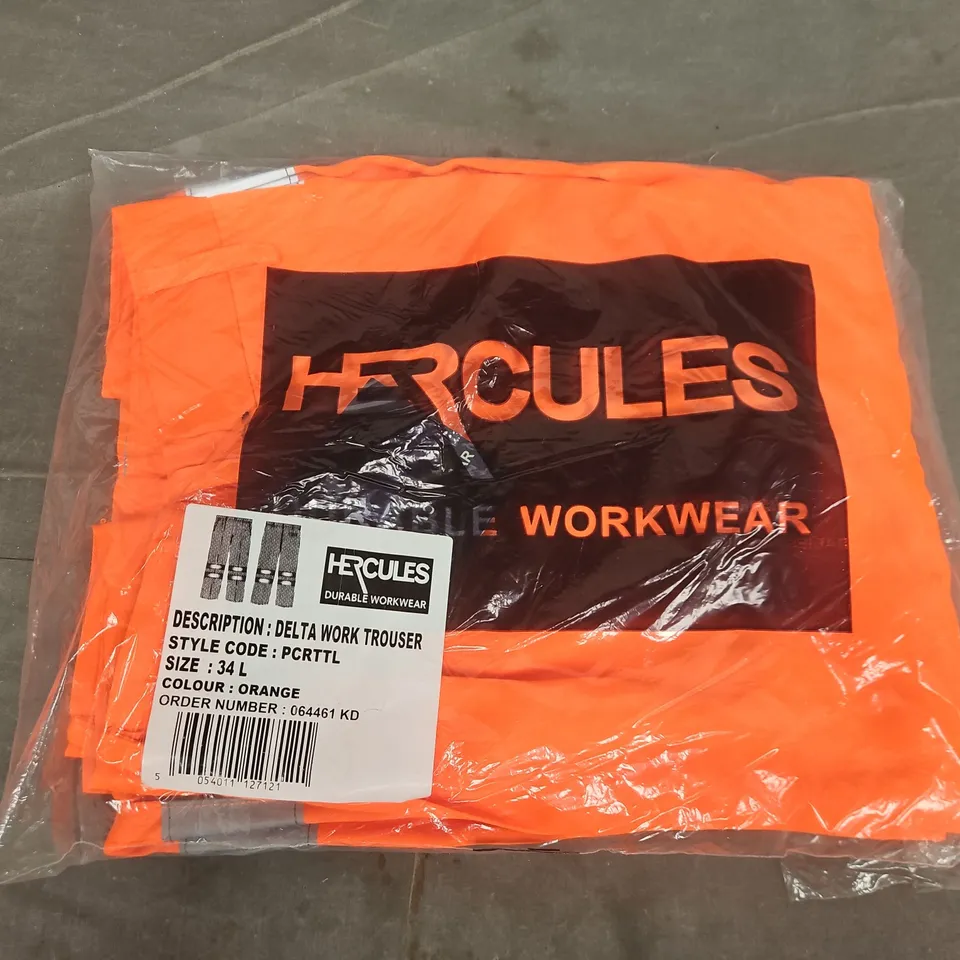 HERCULES
WORKWEAR
HERCULES
DURABLE WORKWEAR
DESCRIPTION : DELTA WORK TROUSER
STYLE CODE : PCRTTL
SIZE : 34 L
COLOUR : ORANGE
ORDER NUMBER : 064461 KD
5 054011 127121